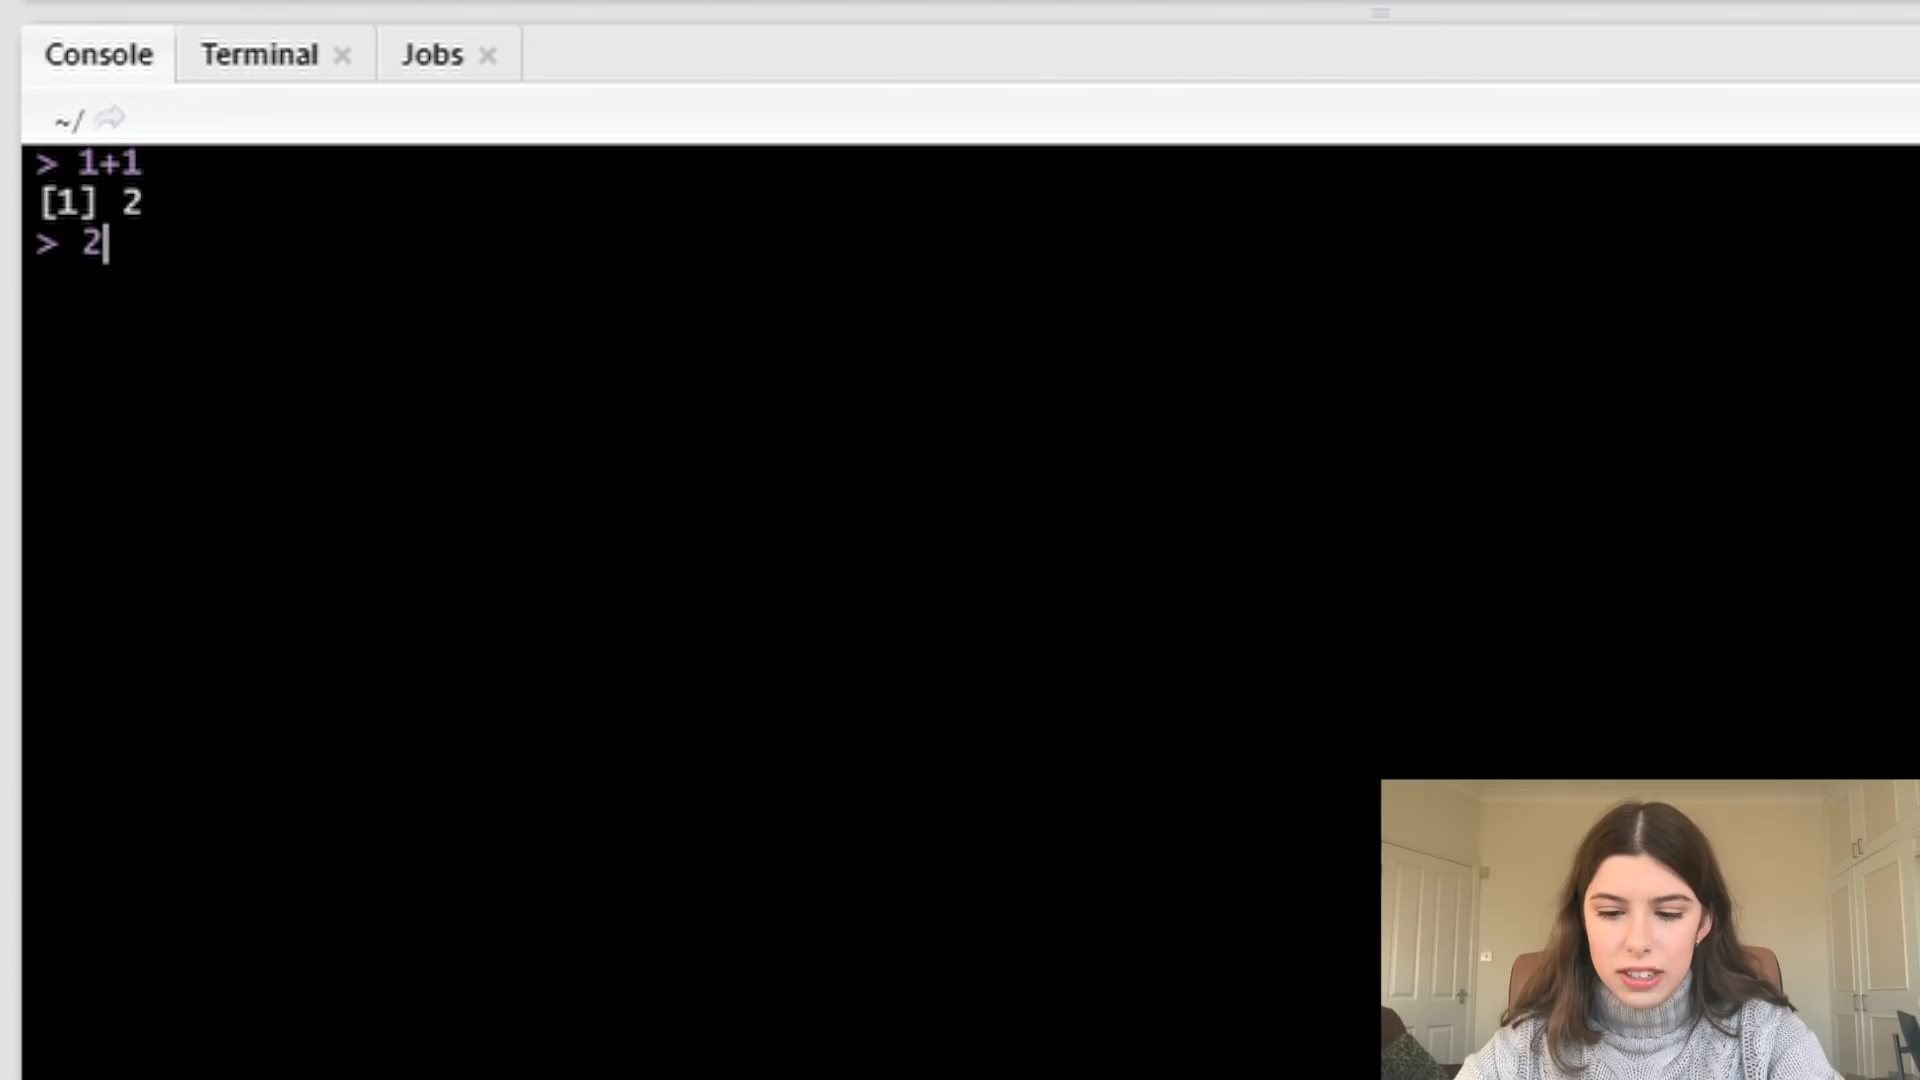 Console Terminal Jobs
~/
> 1+1
[1] 2
> 2